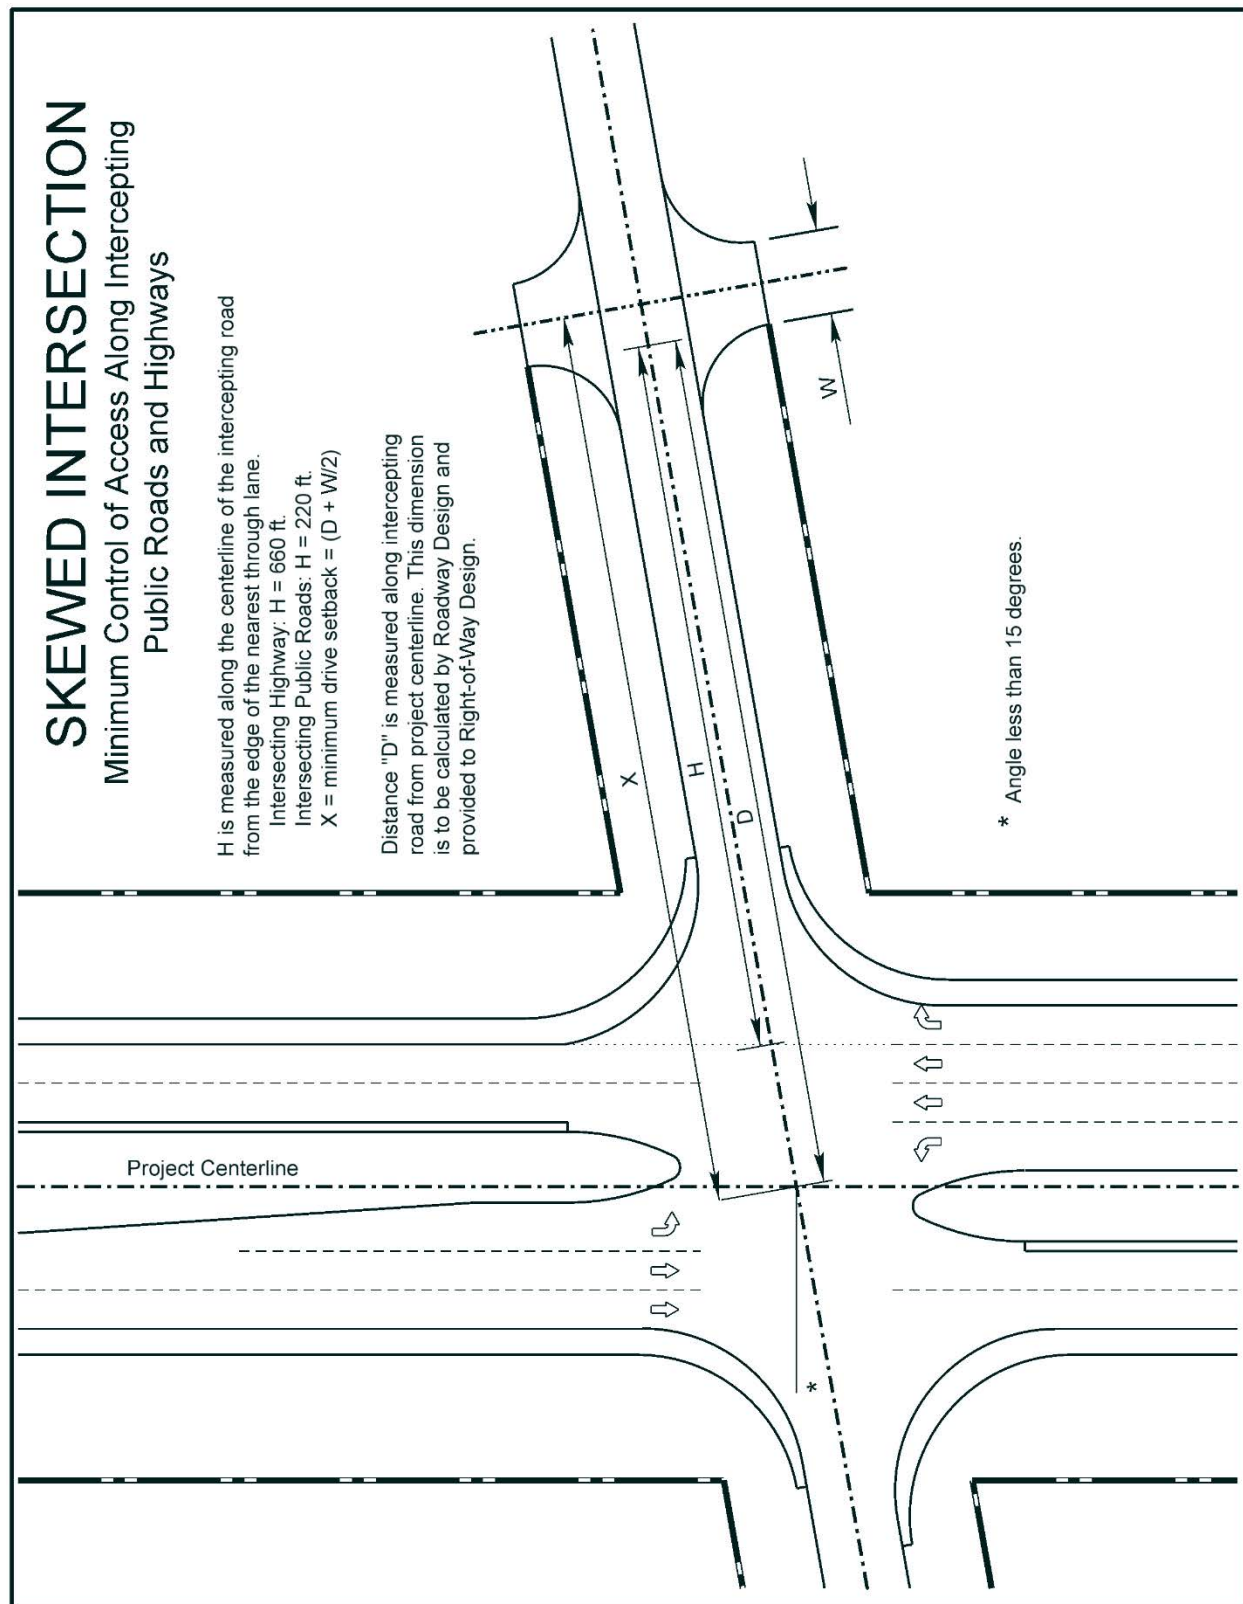 SKEWED INTERSECTION
Minimum Control of Access Along Intercepting
Public Roads and Highways
H is measured along the centerline of the intercepting road
from the edge of the nearest through lane.
Intersecting Highway: H = 660 ft.
Intersecting Public Roads: H = 220 ft.
X = minimum drive setback = (D + W/2)
Distance "D" is measured along intercepting
road from project centerline. This dimension
is to be calculated by Roadway Design and
provided to Right-of-Way Design.
X
H
D
W
Project Centerline
*
* Angle less than 15 degrees.